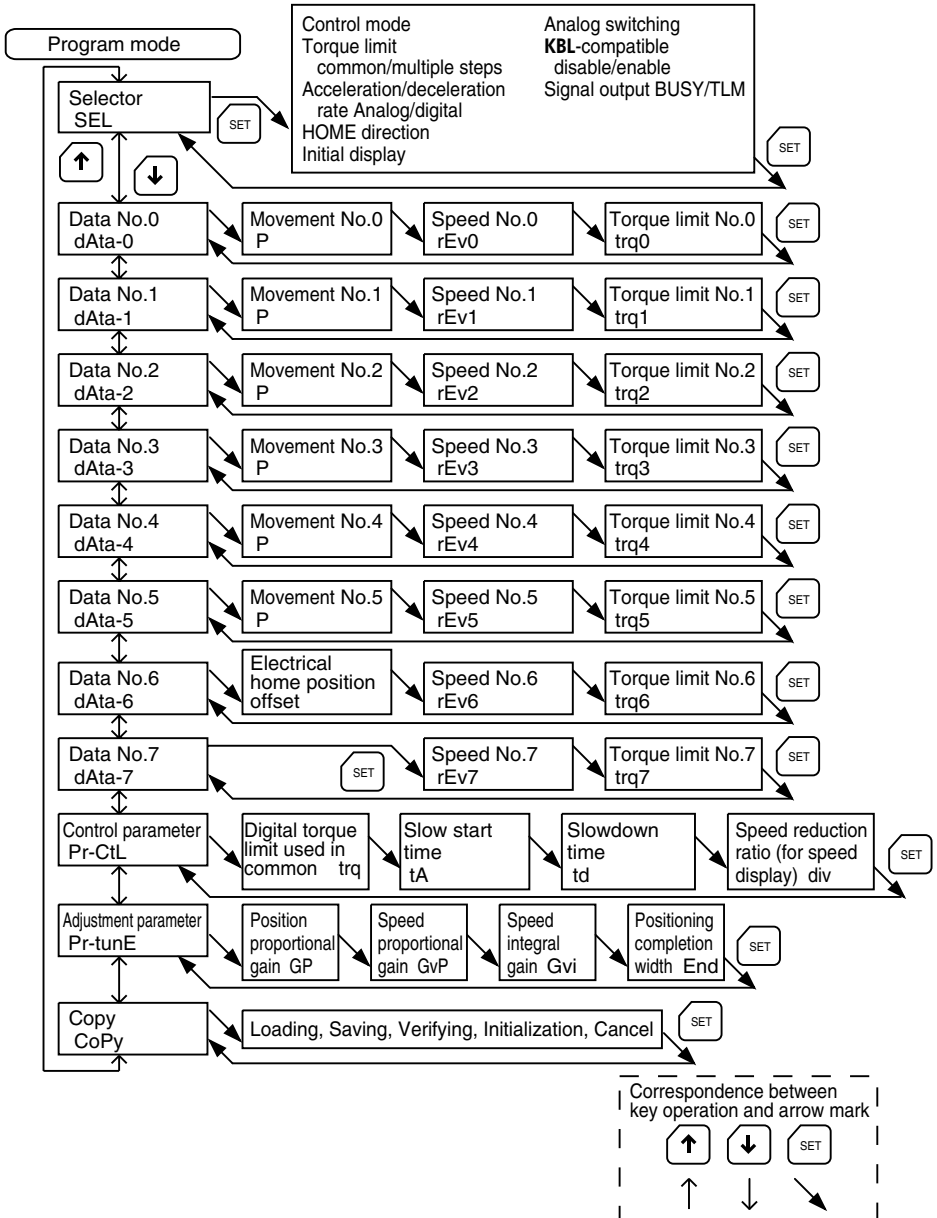 Program mode
Control mode
Torque limit
common/multiple steps
Acceleration/deceleration
rate Analog/digital
HOME direction
Initial display
Analog switching
KBL-compatible
disable/enable
Signal output BUSY/TLM
Selector
SEL
SET
SET
Data No.0
dAta-0
Movement No.0
P
Speed No.0
rEv0
Torque limit No.0
trq0
SET
Data No.1
dAta-1
Movement No.1
P
Speed No.1
rEv1
Torque limit No.1
trq1
SET
Data No.2
dAta-2
Movement No.2
P
Speed No.2
rEv2
Torque limit No.2
trq2
SET
Data No.3
dAta-3
Movement No.3
P
Speed No.3
rEv3
Torque limit No.3
trq3
SET
Data No.4
dAta-4
Movement No.4
P
Speed No.4
rEv4
Torque limit No.4
trq4
SET
Data No.5
dAta-5
Movement No.5
P
Speed No.5
rEv5
Torque limit No.5
trq5
SET
Data No.6
dAta-6
Electrical
home position
offset
Speed No.6
rEv6
Torque limit No.6
trq6
SET
Data No.7
dAta-7
SET
Speed No.7
rEv7
Torque limit No.7
trq7
SET
Control parameter
Pr-CtL
Digital torque
limit used in
common trq
Slow start
time
tA
Slowdown
time
td
Speed reduction
ratio (for speed
display) div
SET
Adjustment parameter
Pr-tunE
Position
proportional
gain GP
Speed
proportional
gain GvP
Speed
integral
gain Gvi
Positioning
completion
width End
SET
Copy
CoPy
Loading, Saving, Verifying, Initialization, Cancel
SET
Correspondence between
key operation and arrow mark
SET